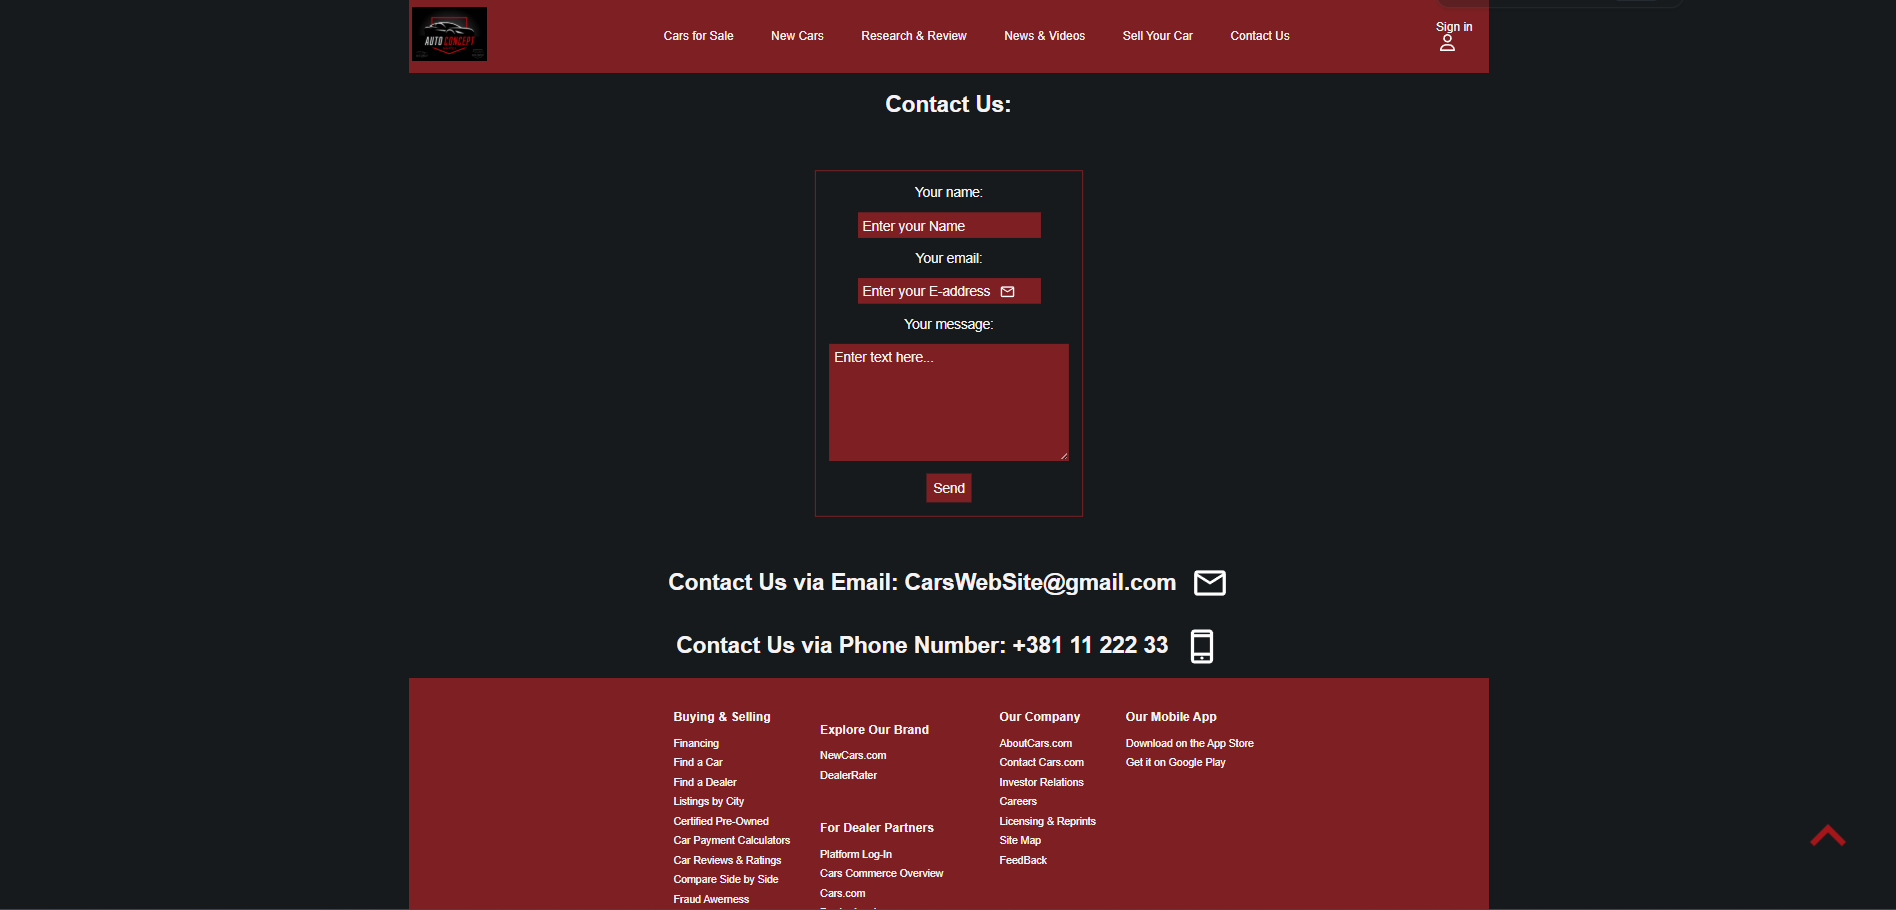 AUTO CONCEPT
Cars for Sale
New Cars
Research & Review
News & Videos
Sell Your Car
Contact Us
Sign in
Contact Us:
Your name:
Enter your Name
Your email:
Enter your E-address
Your message:
Enter text here...
Send
Contact Us via Email: CarsWebSite@gmail.com
Contact Us via Phone Number: +381 11 222 33
Buying & Selling
Financing
Find a Car
Find a Dealer
Listings by City
Certified Pre-Owned
Car Payment Calculators
Car Reviews & Ratings
Compare Side by Side
Fraud Awerness
Explore Our Brand
NewCars.com
DealerRater
For Dealer Partners
Platform Log-In
Cars Commerce Overview
Cars.com
Our Company
AboutCars.com
Contact Cars.com
Investor Relations
Careers
Licensing & Reprints
Site Map
FeedBack
Our Mobile App
Download on the App Store
Get it on Google Play